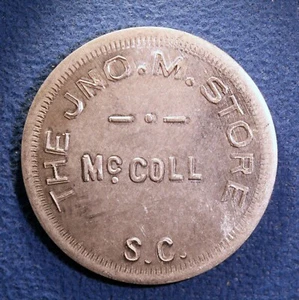 THE JNO. M. STORE
McCOLL
S.C.